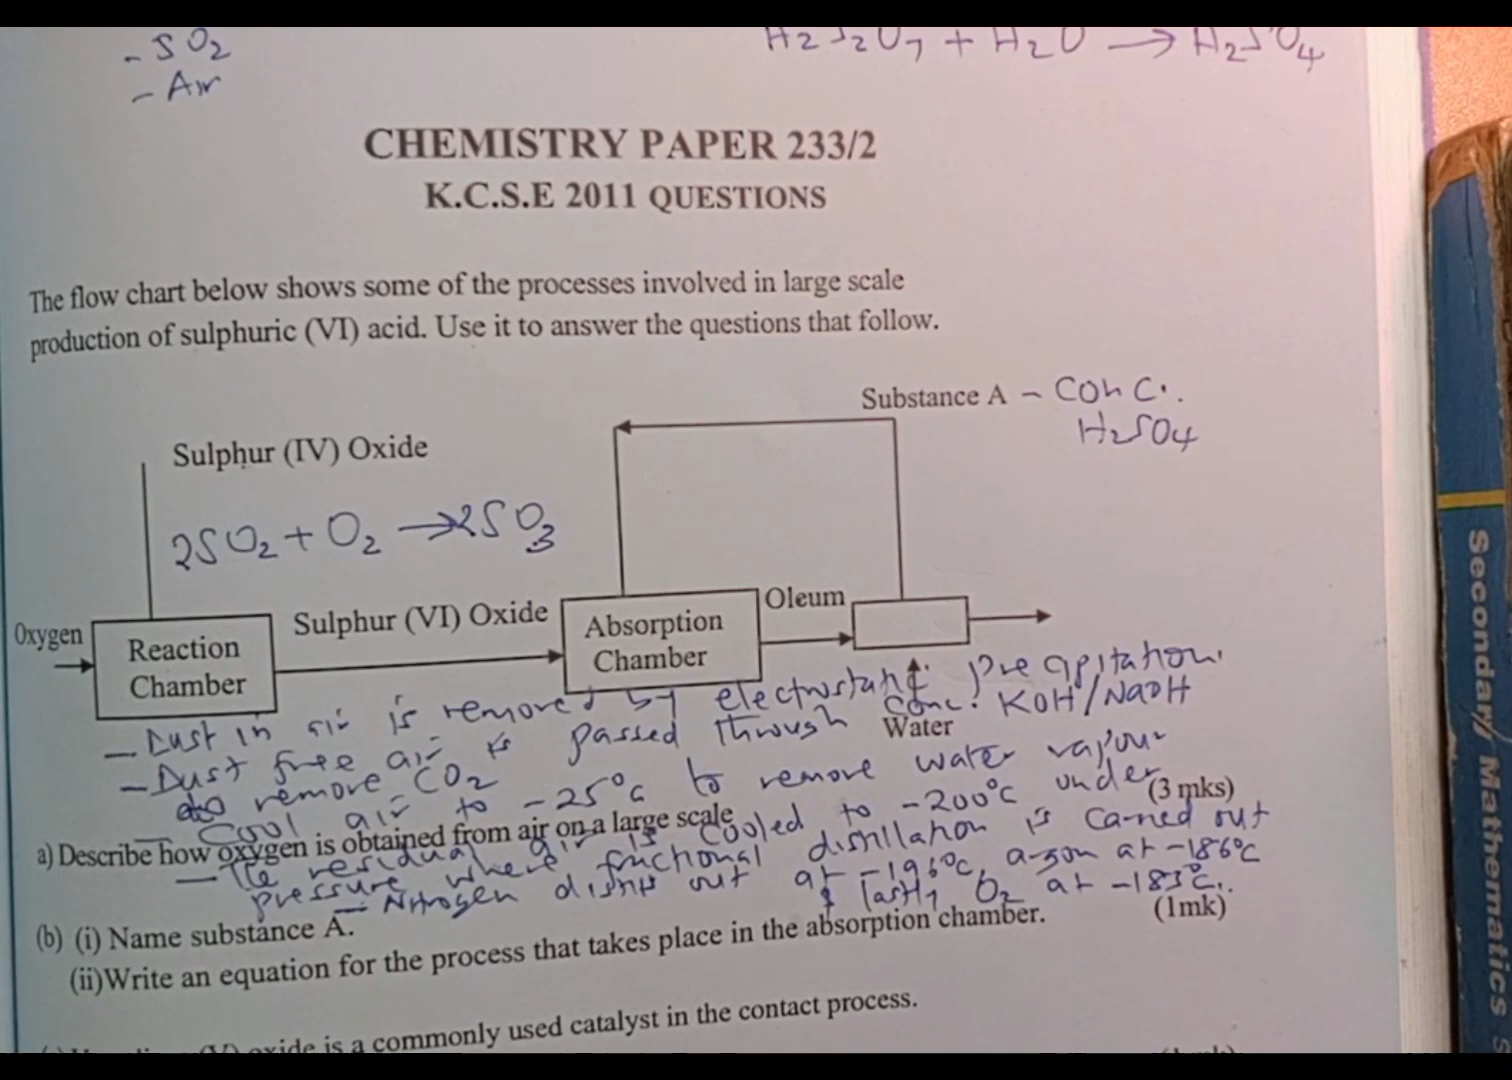 - SO2
- Air
H2S2O7 + H2O → H2SO4
CHEMISTRY PAPER 233/2
K.C.S.E 2011 QUESTIONS
The flow chart below shows some of the processes involved in large scale
production of sulphuric (VI) acid. Use it to answer the questions that follow.
Substance A - Conc.
H2SO4
Sulphur (IV) Oxide
2SO2 + O2 → 2SO3
Oxygen
Reaction
Chamber
Sulphur (VI) Oxide
Absorption
Chamber
Oleum
Water
- Dust in air is removed by electrostatic precipitation.
- Dust free air is passed through conc. KOH/NaOH
to remove CO2
- Cool air to -25°C to remove water vapour
(3 mks)
a) Describe how oxygen is obtained from air on a large scale
- The residual air is cooled to -200°C under
pressure where fractional distillation is carried out
- Nitrogen distils out at -196°C, argon at -186°C
& lastly O2 at -183°C.
(b) (i) Name substance A.
(1mk)
(ii)Write an equation for the process that takes place in the absorption chamber.
oxide is a commonly used catalyst in the contact process.
Secondary Mathematics